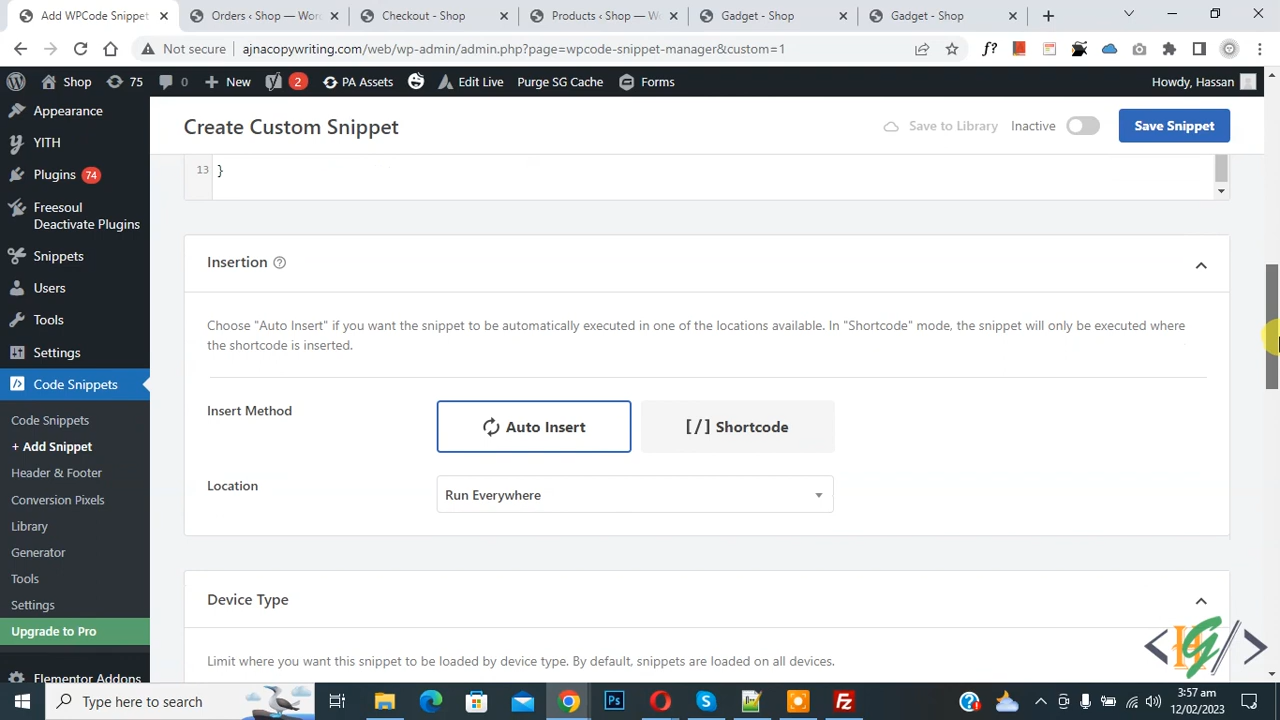 Add WPCode Snippet
Orders ‹ Shop — Wor
Checkout - Shop
Products ‹ Shop — W
Gadget - Shop
Gadget - Shop
Not secure
ajnacopywriting.com/web/wp-admin/admin.php?page=wpcode-snippet-manager&custom=1
Shop
75
0
New
2
PA Assets
Edit Live
Purge SG Cache
Forms
Howdy, Hassan
Appearance
YITH
Plugins 74
Freesoul
Deactivate Plugins
Snippets
Users
Tools
Settings
Code Snippets
Code Snippets
+ Add Snippet
Header & Footer
Conversion Pixels
Library
Generator
Tools
Settings
Upgrade to Pro
Elementor Addons
Create Custom Snippet
Save to Library
Inactive
Save Snippet
13 }
Insertion
Choose "Auto Insert" if you want the snippet to be automatically executed in one of the locations available. In "Shortcode" mode, the snippet will only be executed where
the shortcode is inserted.
Insert Method
Auto Insert
[/] Shortcode
Location
Run Everywhere
Device Type
Limit where you want this snippet to be loaded by device type. By default, snippets are loaded on all devices.
Type here to search
3:57 am
12/02/2023